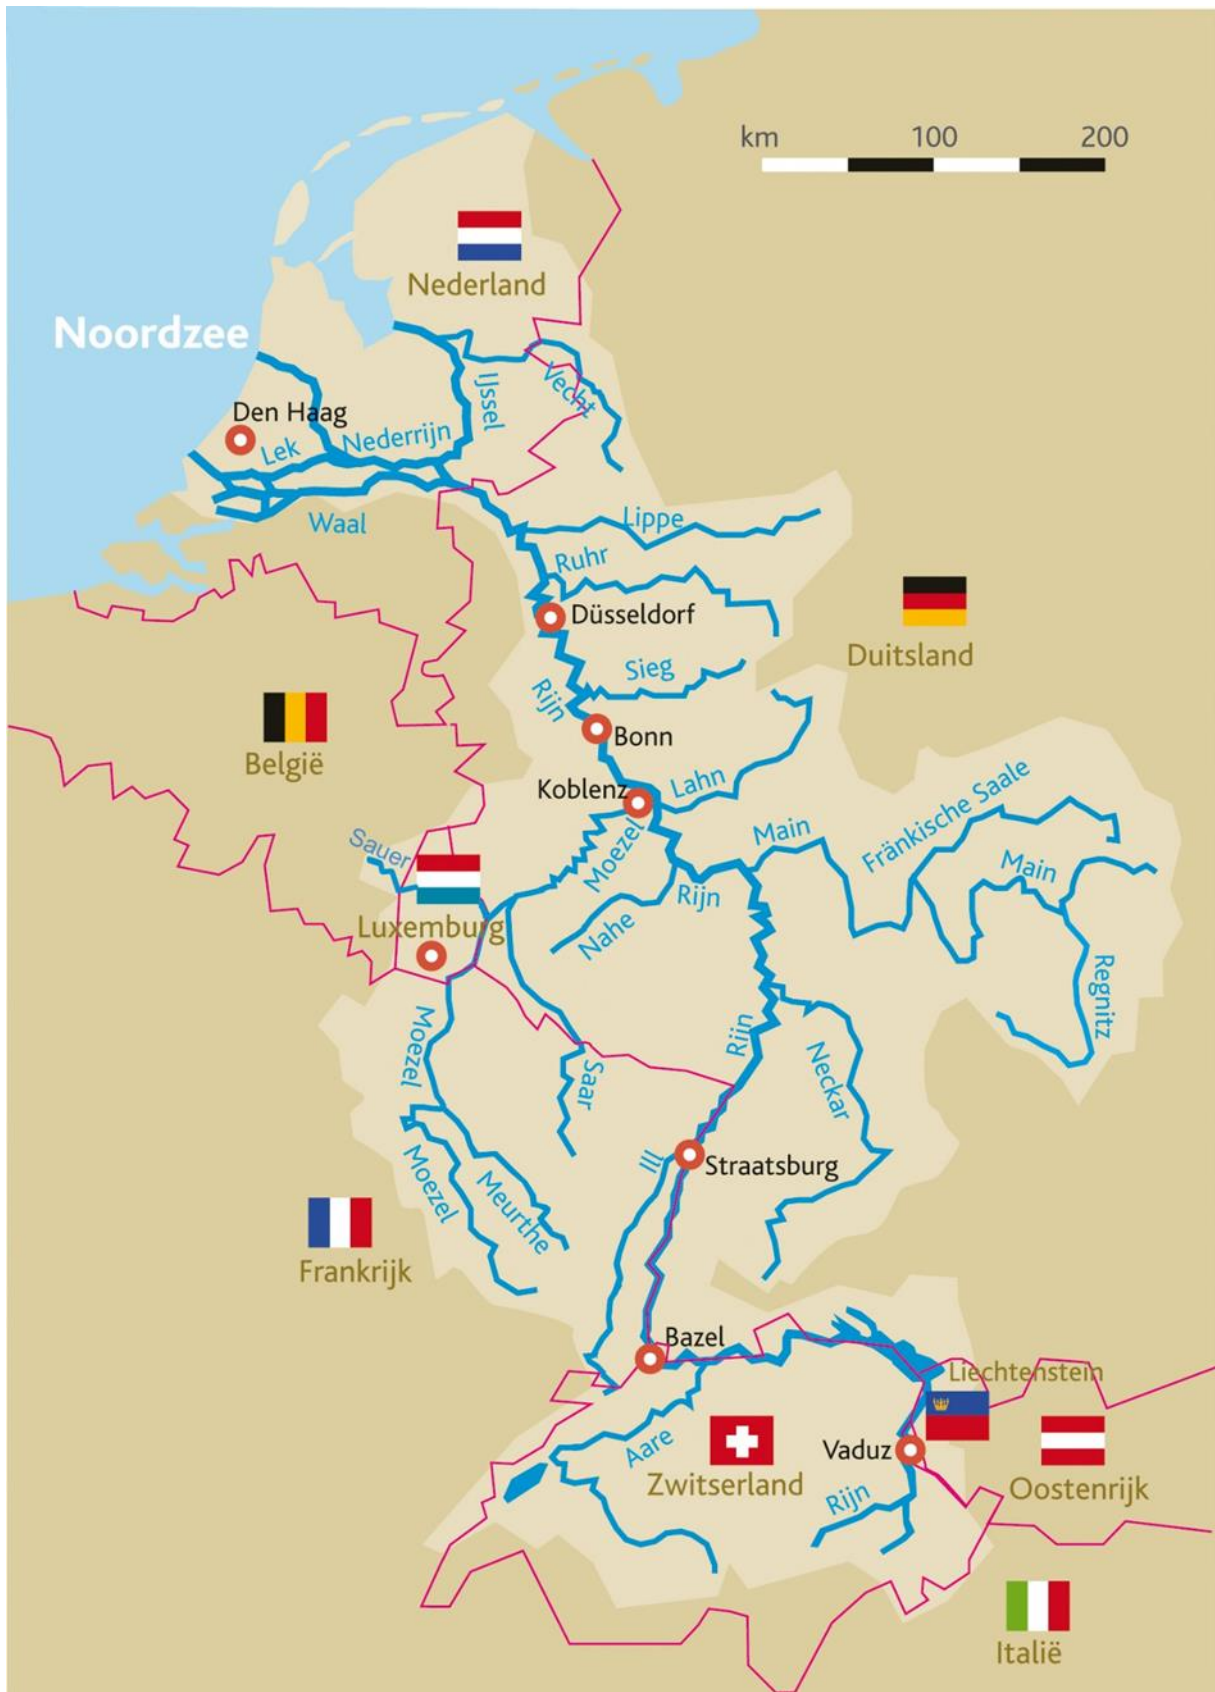 km 100 200
Nederland
Noordzee
IJssel
Vecht
Den Haag
Lek
Nederrijn
Waal
Lippe
Ruhr
Düsseldorf
Duitsland
Sieg
Rijn
België
Bonn
Koblenz
Lahn
Fränkische Saale
Main
Sauer
Moezel
Main
Rijn
Luxemburg
Nahe
Regnitz
Moezel
Rijn
Saar
Neckar
Ill
Straatsburg
Moezel
Meurthe
Frankrijk
Bazel
Liechtenstein
Aare
Vaduz
Zwitserland
Rijn
Oostenrijk
Italië